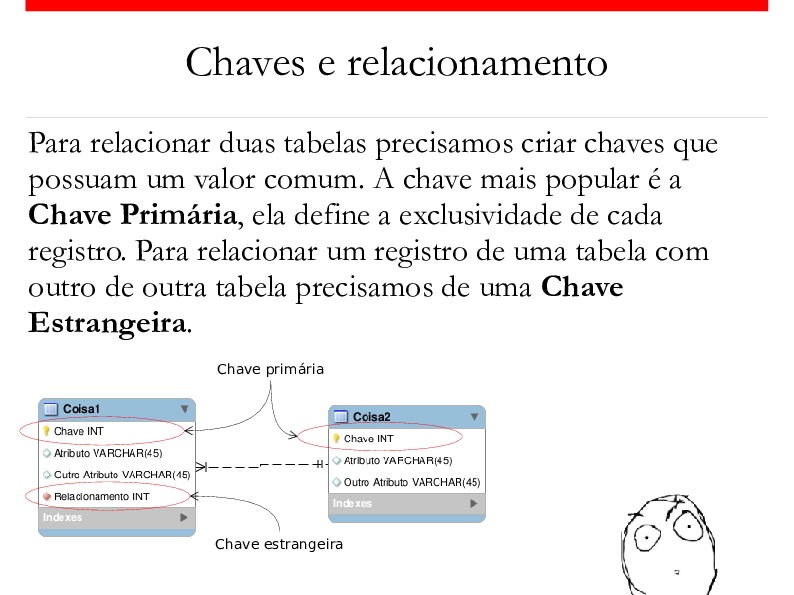 Chaves e relacionamento
Para relacionar duas tabelas precisamos criar chaves que
possuam um valor comum. A chave mais popular é a
Chave Primária, ela define a exclusividade de cada
registro. Para relacionar um registro de uma tabela com
outro de outra tabela precisamos de uma Chave
Estrangeira.
Chave primária
Coisa1
Chave INT
Atributo VARCHAR(45)
Outro Atributo VARCHAR(45)
Relacionamento INT
Indexes
Coisa2
Chave INT
Atributo VARCHAR(45)
Outro Atributo VARCHAR(45)
Indexes
Chave estrangeira